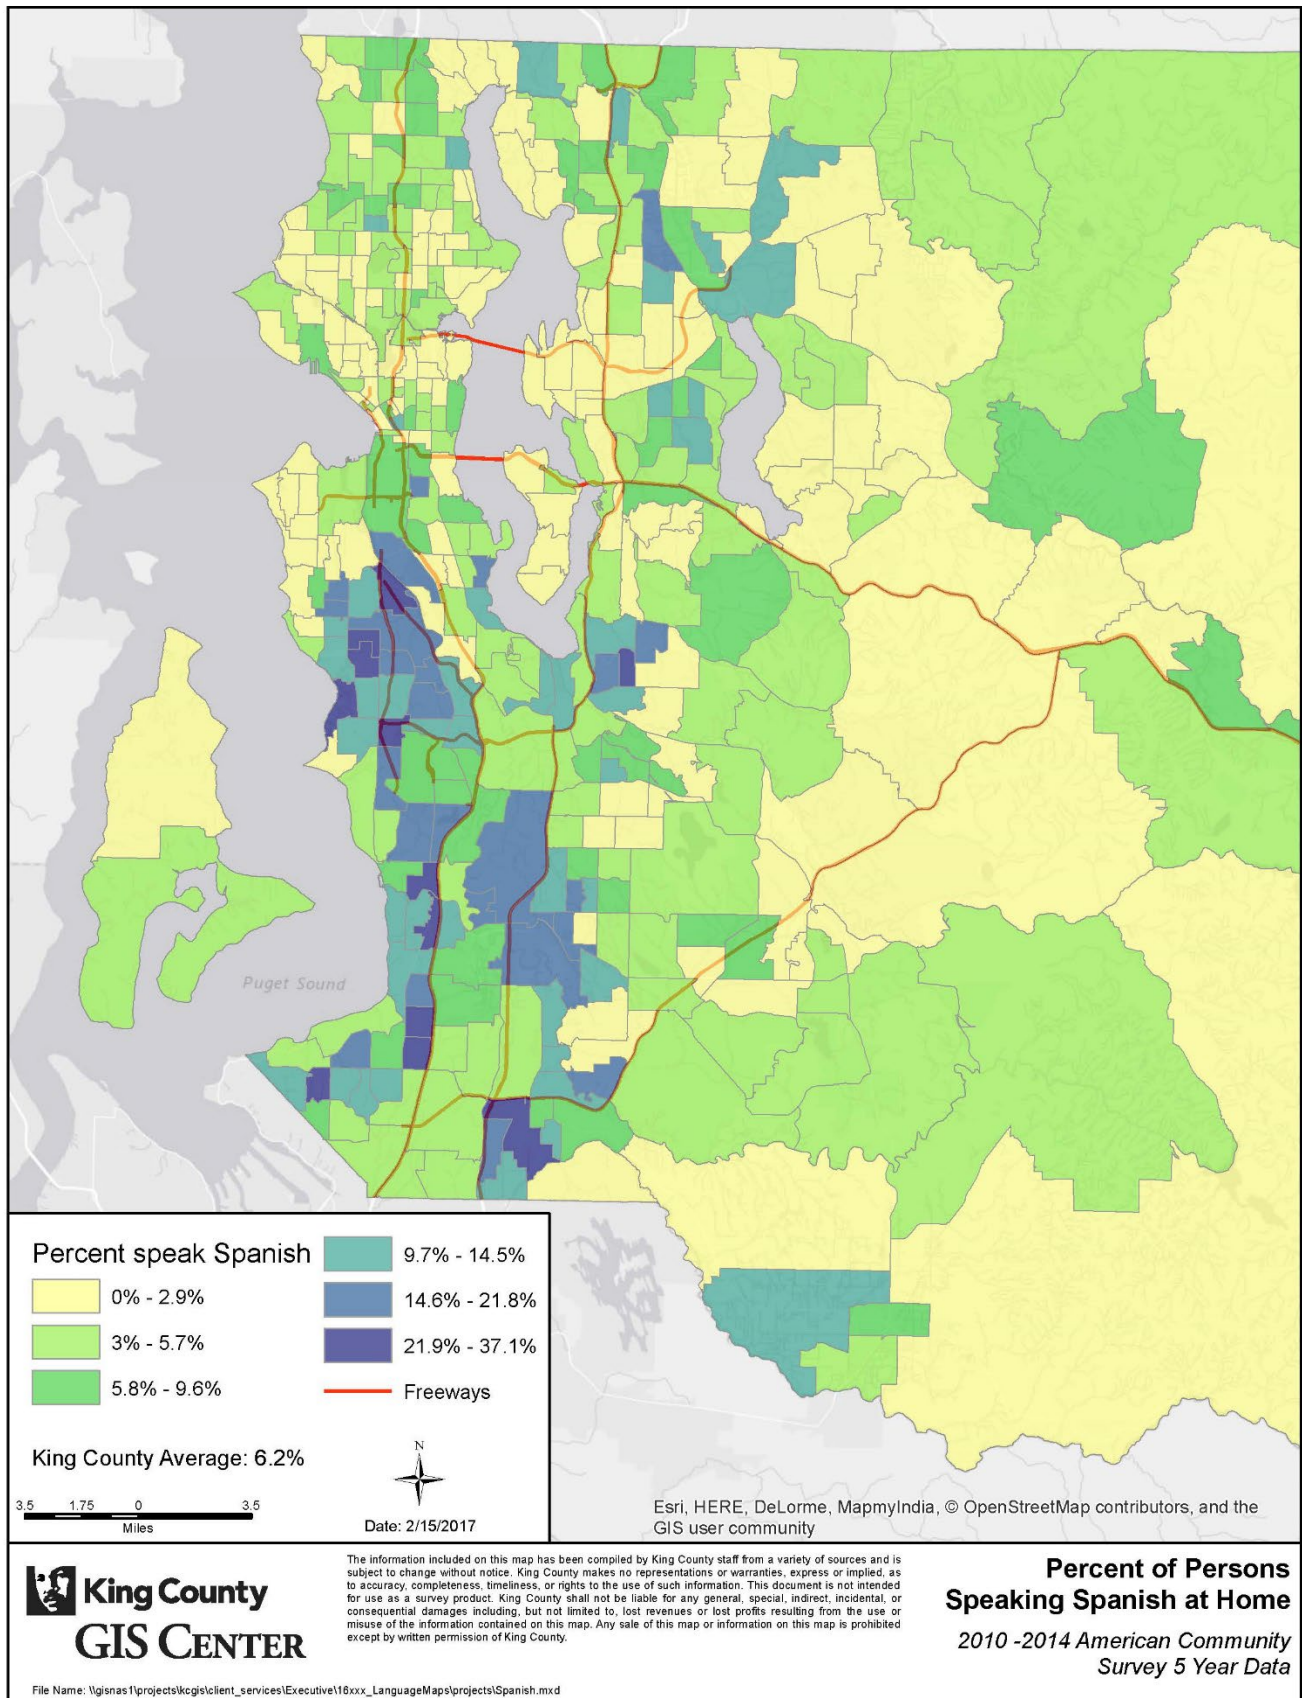 Puget Sound
Percent speak Spanish
0% - 2.9%
3% - 5.7%
5.8% - 9.6%
9.7% - 14.5%
14.6% - 21.8%
21.9% - 37.1%
Freeways
King County Average: 6.2%
N
3.5 1.75 0 3.5
Miles
Date: 2/15/2017
Esri, HERE, DeLorme, MapmyIndia, © OpenStreetMap contributors, and the
GIS user community
King County
GIS CENTER
The information included on this map has been compiled by King County staff from a variety of sources and is
subject to change without notice. King County makes no representations or warranties, express or implied, as
to accuracy, completeness, timeliness, or rights to the use of such information. This document is not intended
for use as a survey product. King County shall not be liable for any general, special, indirect, incidental, or
consequential damages including, but not limited to, lost revenues or lost profits resulting from the use or
misuse of the information contained on this map. Any sale of this map or information on this map is prohibited
except by written permission of King County.
Percent of Persons
Speaking Spanish at Home
2010 -2014 American Community
Survey 5 Year Data
File Name: \\gisnas1\projects\kcgis\client_services\Executive\16xxx_LanguageMaps\projects\Spanish.mxd